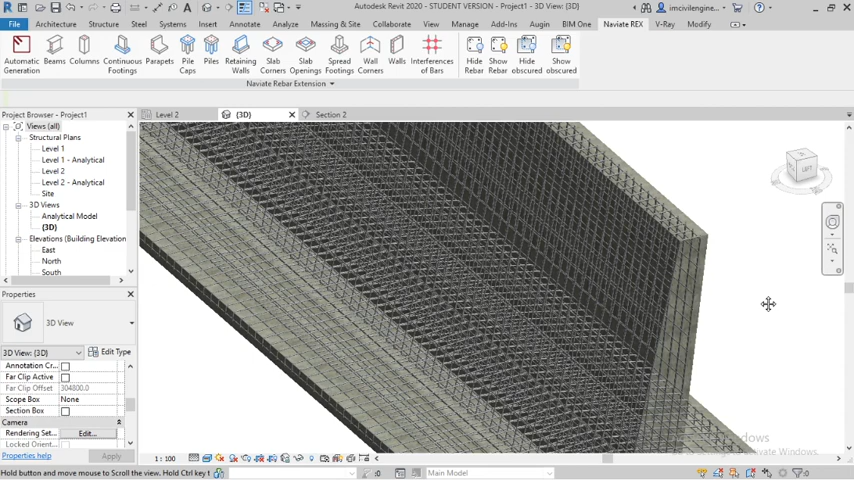 Autodesk Revit 2020 - STUDENT VERSION - Project1 - 3D View: {3D}
imcivilengine...
File Architecture Structure Steel Systems Insert Annotate Analyze Massing & Site Collaborate View Manage Add-Ins Augin BIM One Naviate REX V-Ray Modify
Automatic Generation
Beams
Columns
Continuous Footings
Parapets
Pile Caps
Piles
Retaining Walls
Slab Corners
Slab Openings
Spread Footings
Wall Corners
Walls
Interferences of Bars
Hide Rebar
Show Rebar
Hide obscured
Show obscured
Naviate Rebar Extension
Project Browser - Project1
Level 2
{3D}
Section 2
Views (all)
Structural Plans
Level 1
Level 1 - Analytical
Level 2
Level 2 - Analytical
Site
3D Views
Analytical Model
{3D}
Elevations (Building Elevation
East
North
South
LEFT
Properties
3D View
3D View: {3D}
Edit Type
Annotation Cr...
Far Clip Active
Far Clip Offset 304800.0
Scope Box None
Section Box
Camera
Rendering Set... Edit...
Locked Orient...
Properties help
Apply
1 : 100
Hold button and move mouse to Scroll the view. Hold Ctrl key t
:0
Main Model
:0